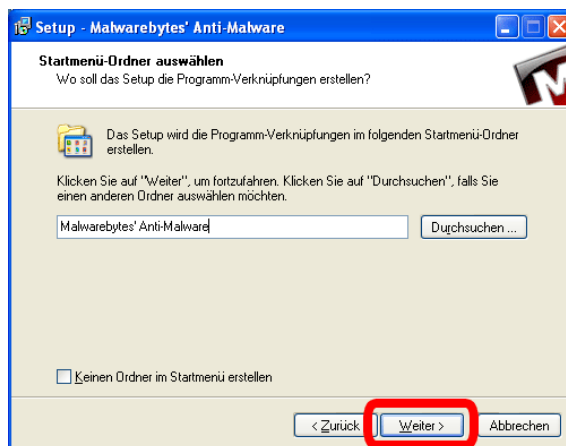 Setup - Malwarebytes' Anti-Malware
Startmenü-Ordner auswählen
Wo soll das Setup die Programm-Verknüpfungen erstellen?
Das Setup wird die Programm-Verknüpfungen im folgenden Startmenü-Ordner
erstellen.
Klicken Sie auf "Weiter", um fortzufahren. Klicken Sie auf "Durchsuchen", falls Sie
einen anderen Ordner auswählen möchten.
Malwarebytes' Anti-Malware
Durchsuchen ...
Keinen Ordner im Startmenü erstellen
< Zurück
Weiter >
Abbrechen